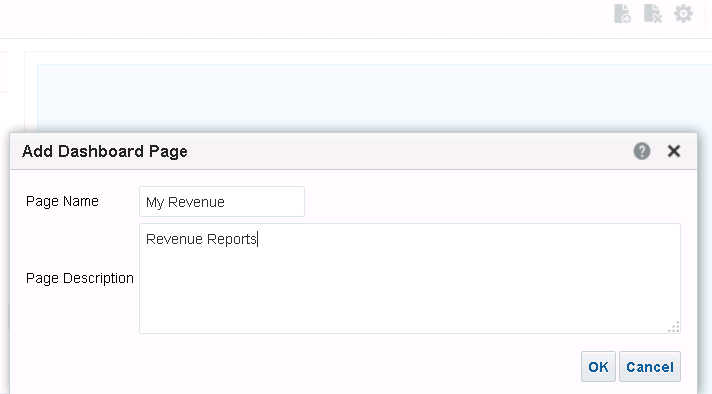 Add Dashboard Page
Page Name
My Revenue
Revenue Reports
Page Description
OK
Cancel